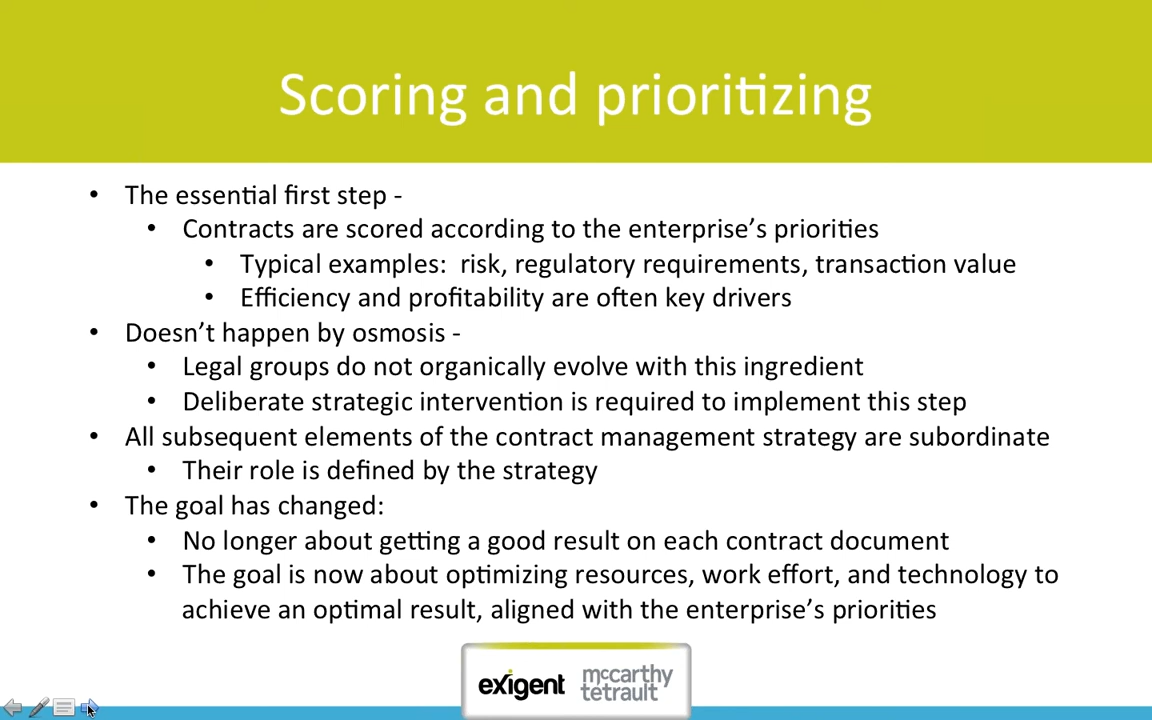 Scoring and prioritizing
• The essential first step -
• Contracts are scored according to the enterprise’s priorities
• Typical examples:  risk, regulatory requirements, transaction value
• Efficiency and profitability are often key drivers
• Doesn’t happen by osmosis -
• Legal groups do not organically evolve with this ingredient
• Deliberate strategic intervention is required to implement this step
• All subsequent elements of the contract management strategy are subordinate
• Their role is defined by the strategy
• The goal has changed:
• No longer about getting a good result on each contract document
• The goal is now about optimizing resources, work effort, and technology to
achieve an optimal result, aligned with the enterprise’s priorities
exigent
mccarthy
tetrault